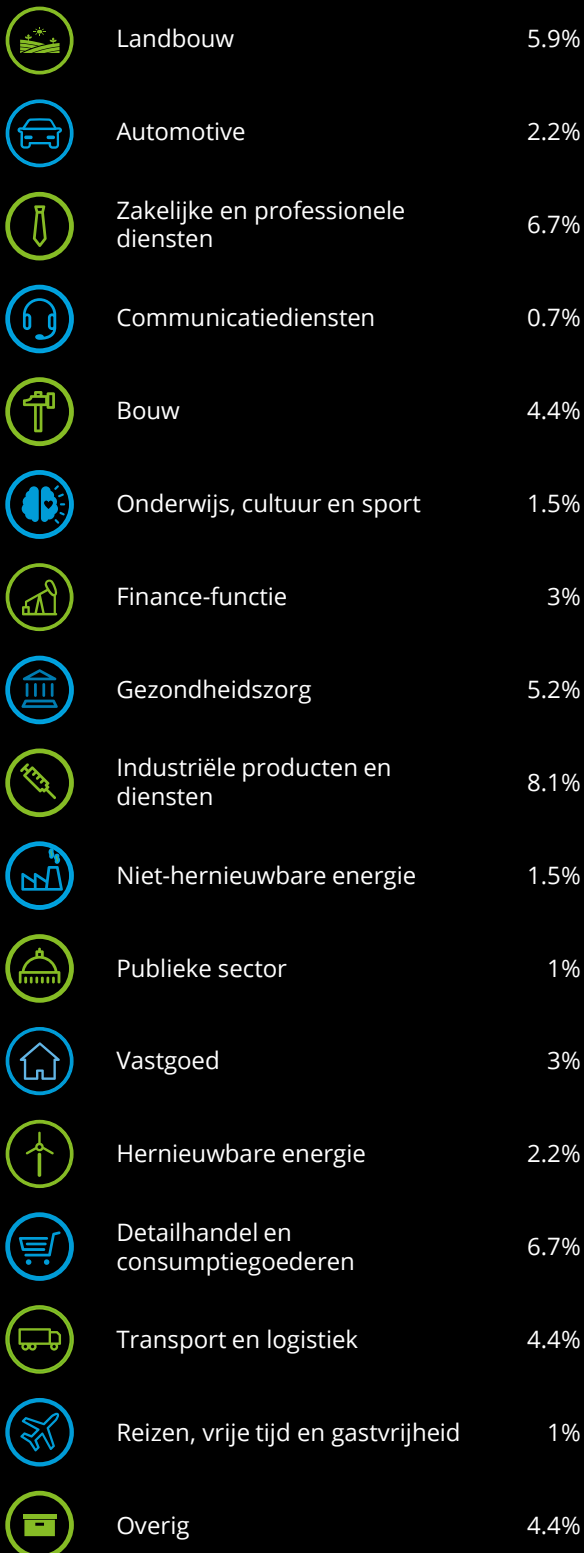 Landbouw 5.9%
Automotive 2.2%
Zakelijke en professionele
diensten 6.7%
Communicatiediensten 0.7%
Bouw 4.4%
Onderwijs, cultuur en sport 1.5%
Finance-functie 3%
Gezondheidszorg 5.2%
Industriële producten en
diensten 8.1%
Niet-hernieuwbare energie 1.5%
Publieke sector 1%
Vastgoed 3%
Hernieuwbare energie 2.2%
Detailhandel en
consumptiegoederen 6.7%
Transport en logistiek 4.4%
Reizen, vrije tijd en gastvrijheid 1%
Overig 4.4%